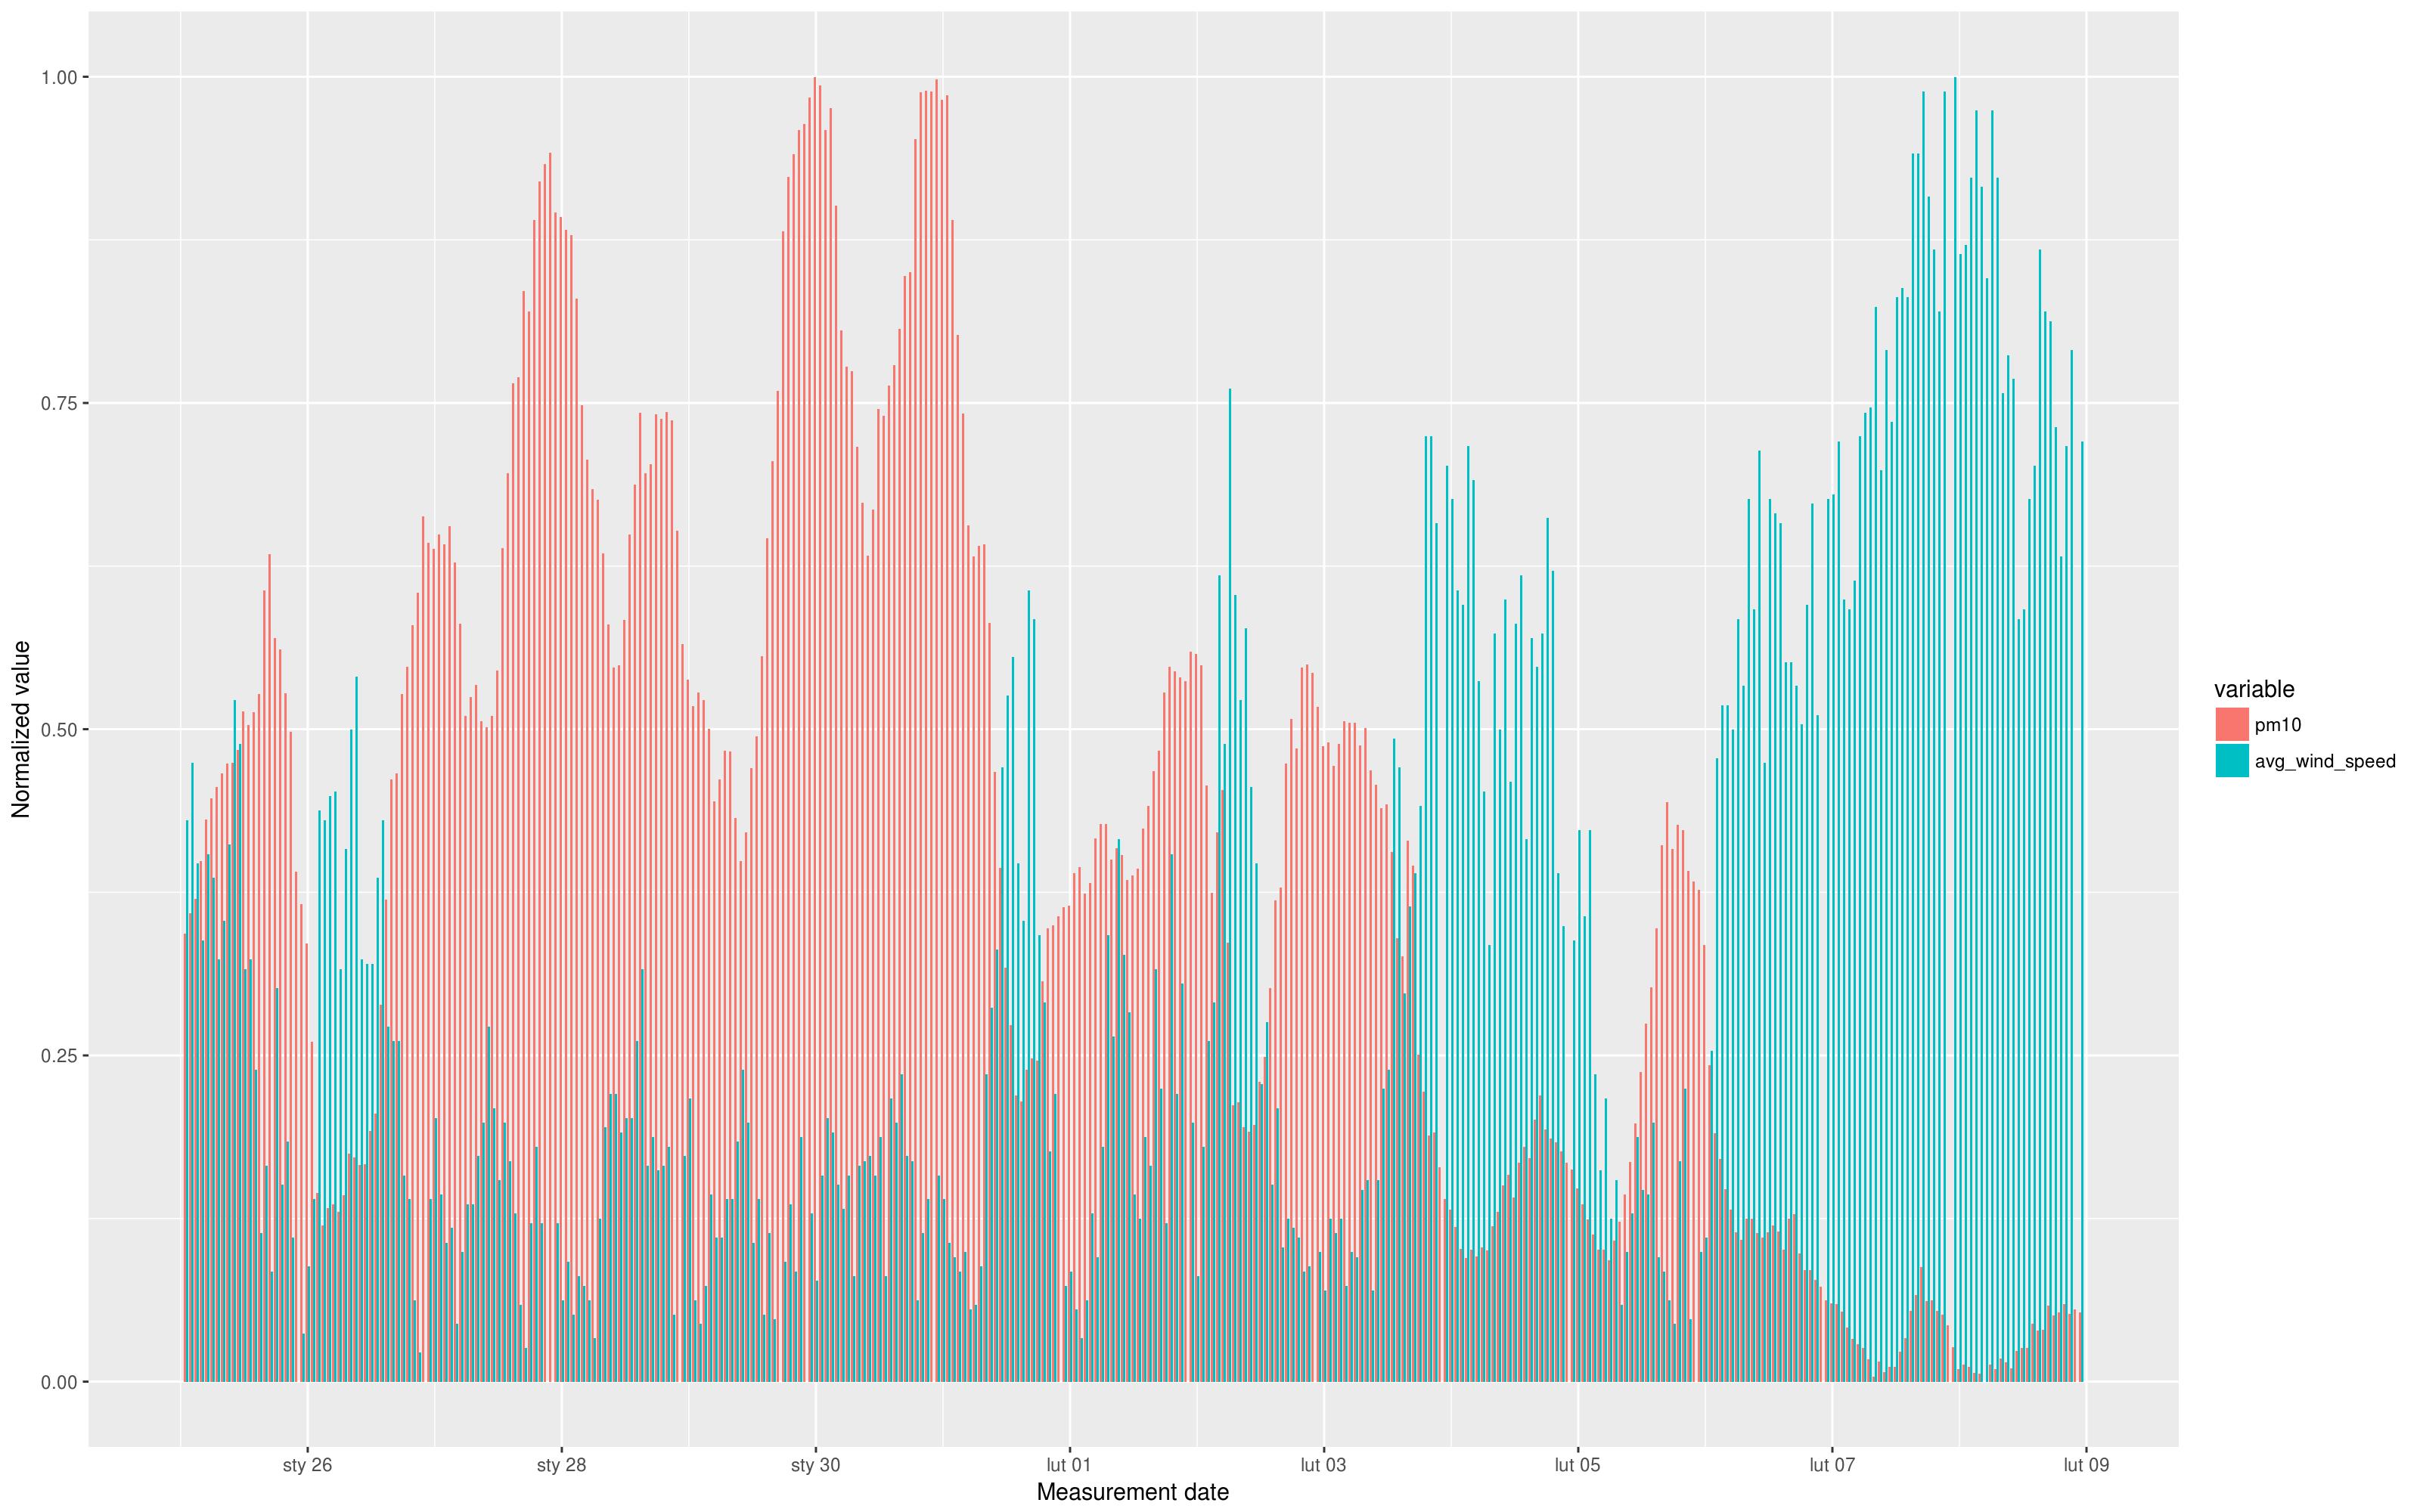 1.00
0.75
0.50
0.25
0.00
Normalized value
sty 26 sty 28 sty 30 lut 01 lut 03 lut 05 lut 07 lut 09
Measurement date
variable
pm10
avg_wind_speed